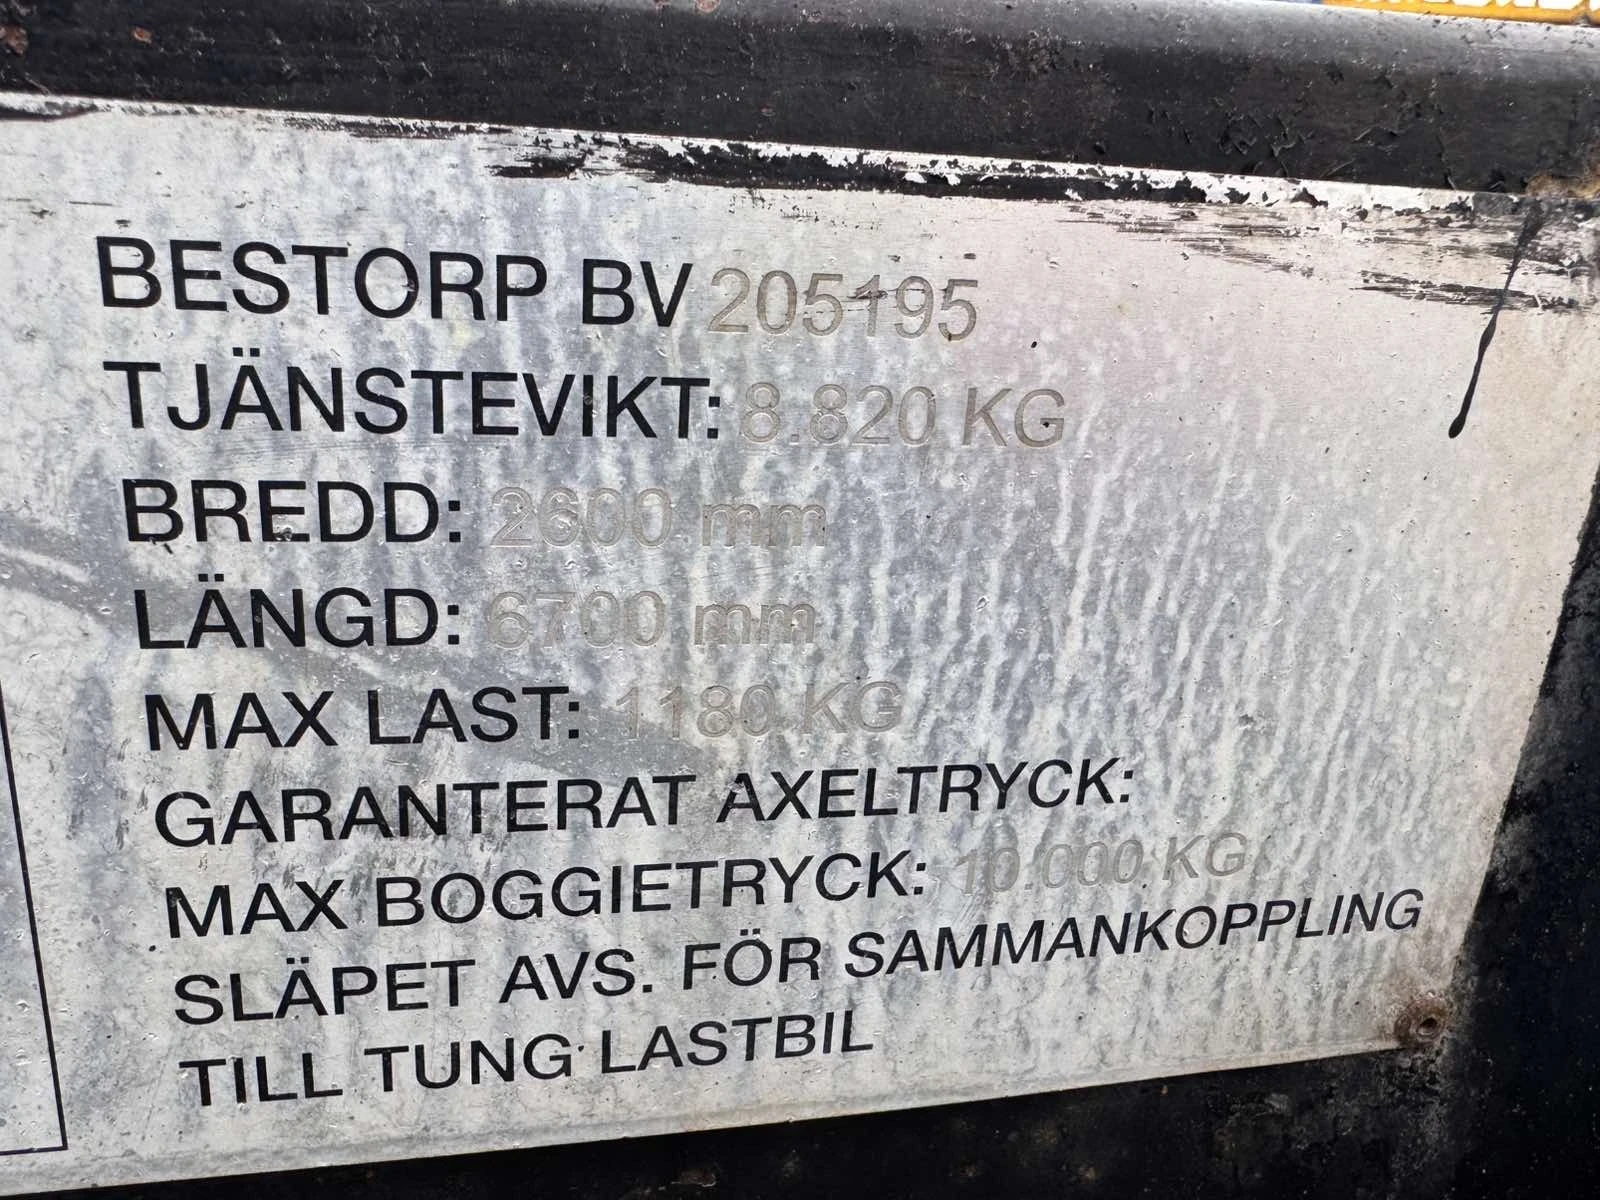 BESTORP BV 205195
TJÄNSTEVIKT: 8.820 KG
BREDD: 2600 mm
LÄNGD: 6700 mm
MAX LAST: 1180 KG
GARANTERAT AXELTRYCK:
MAX BOGGIETRYCK: 10.000 KG
SLÄPET AVS. FÖR SAMMANKOPPLING
TILL TUNG LASTBIL